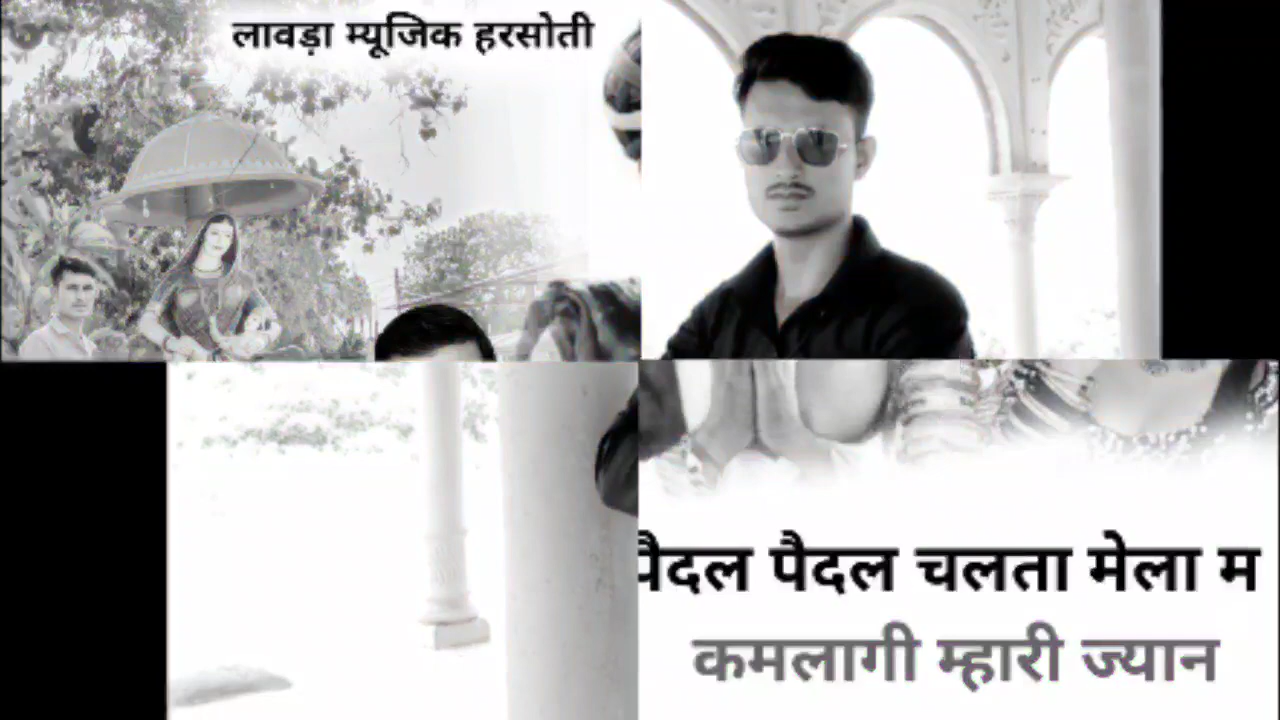 लावड़ा म्यूजिक हरसोती
पैदल पैदल चलता मेला म
कमलागी म्हारी ज्यान